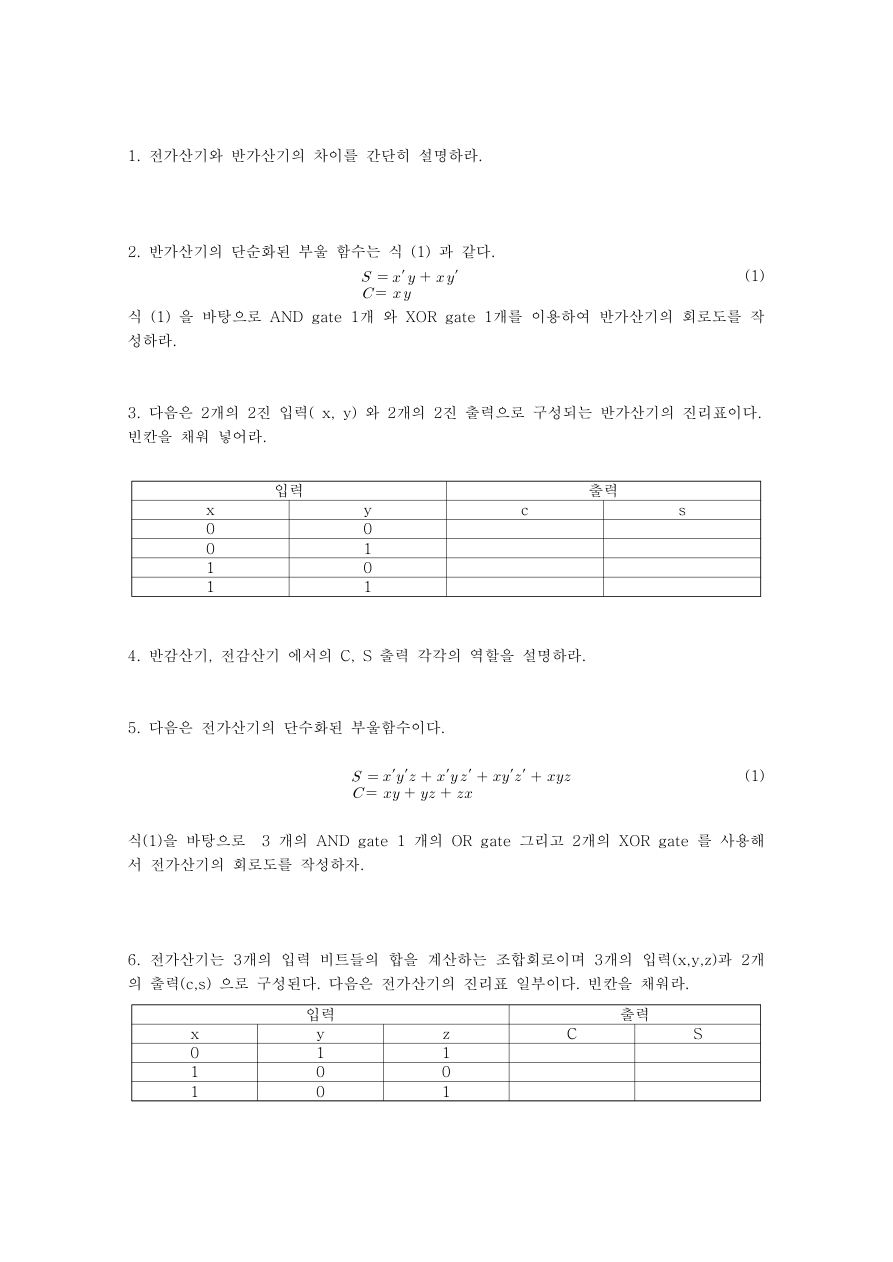 1. 전가산기와 반가산기의 차이를 간단히 설명하라.
2. 반가산기의 단순화된 부울 함수는 식 (1) 과 같다.
S = x′y + xy′ (1)
C = xy
식 (1) 을 바탕으로 AND gate 1개 와 XOR gate 1개를 이용하여 반가산기의 회로도를 작
성하라.
3. 다음은 2개의 2진 입력( x, y) 와 2개의 2진 출력으로 구성되는 반가산기의 진리표이다.
빈칸을 채워 넣어라.
입력 출력
x y c s
0 0
0 1
1 0
1 1
4. 반감산기, 전감산기 에서의 C, S 출력 각각의 역할을 설명하라.
5. 다음은 전가산기의 단수화된 부울함수이다.
S = x′y′z + x′yz′ + xy′z′ + xyz (1)
C = xy + yz + zx
식(1)을 바탕으로 3 개의 AND gate 1 개의 OR gate 그리고 2개의 XOR gate 를 사용해
서 전가산기의 회로도를 작성하자.
6. 전가산기는 3개의 입력 비트들의 합을 계산하는 조합회로이며 3개의 입력(x,y,z)과 2개
의 출력(c,s) 으로 구성된다. 다음은 전가산기의 진리표 일부이다. 빈칸을 채워라.
입력 출력
x y z C S
0 1 1
1 0 0
1 0 1